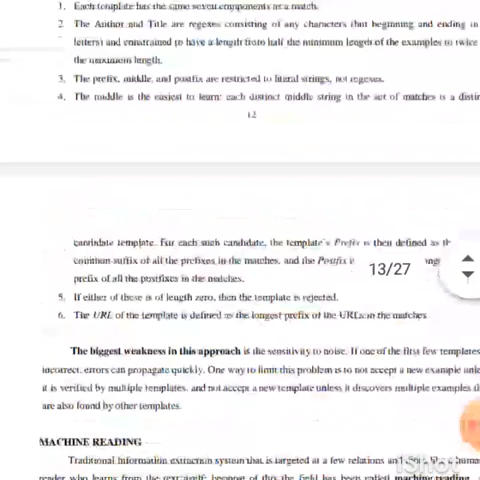 1. Each template has the same seven components as a match.
2. The Author and Title are regexes consisting of any characters (but beginning and ending in
letters) and constrained to have a length from half the minimum length of the examples to twice
the maximum length.
3. The prefix, middle, and postfix are restricted to literal strings, not regexes.
4. The middle is the easiest to learn: each distinct middle string in the set of matches is a distin
12
candidate template. For each such candidate, the template's Prefix is then defined as th
common suffix of all the prefixes in the matches, and the Postfix
13/27
prefix of all the postfixes in the matches.
5. If either of these is of length zero, then the template is rejected.
6. The URL of the template is defined as the longest prefix of the URLs in the matches
The biggest weakness in this approach is the sensitivity to noise. If one of the first few templates
incorrect, errors can propagate quickly. One way to limit this problem is to not accept a new example unle
it is verified by multiple templates, and not accept a new template unless it discovers multiple examples th
are also found by other templates.
MACHINE READING
Traditional Information extraction system that is targeted at a few relations an
reader who learns from the text itself; because of this the field has been called machine reading